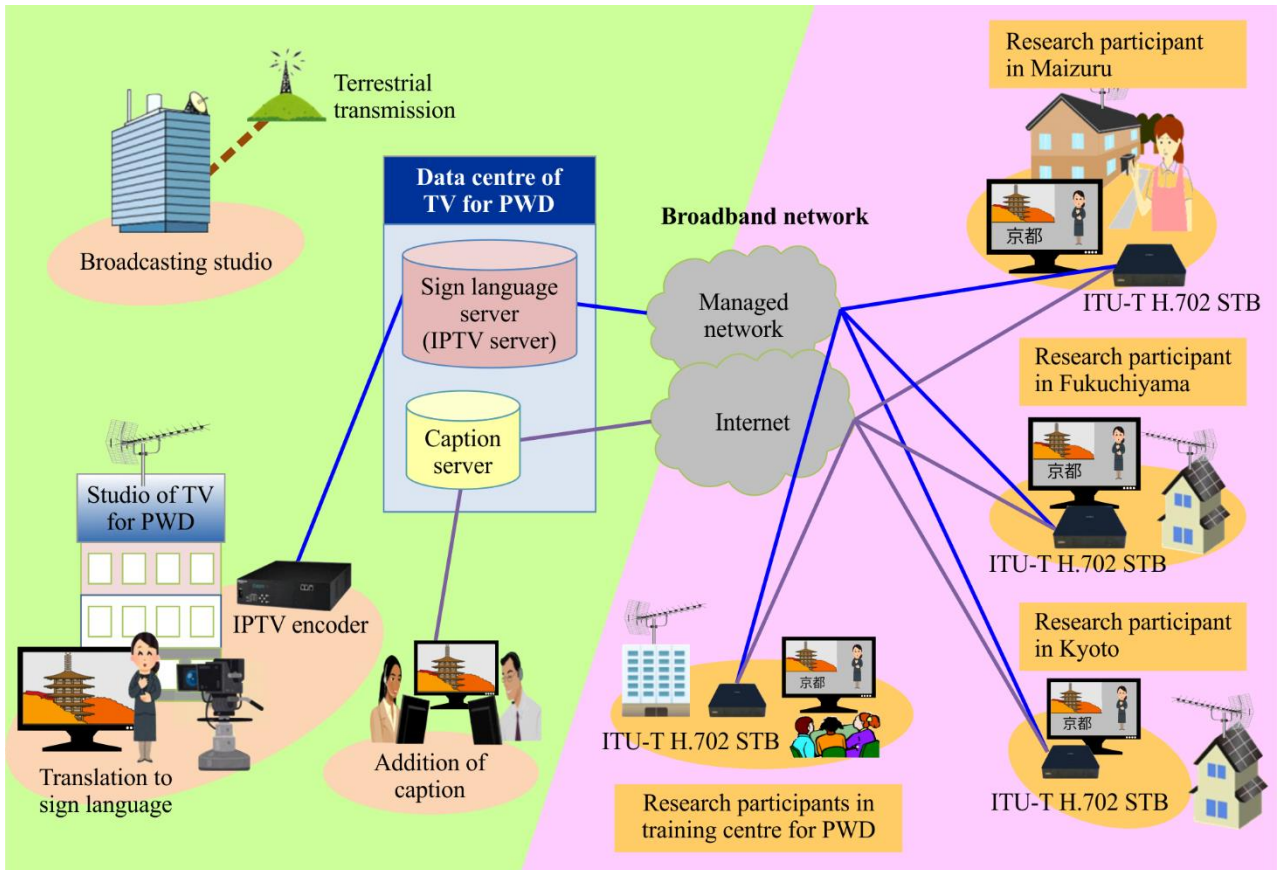 Terrestrial
transmission
Broadcasting studio
Data centre of
TV for PWD
Sign language
server
(IPTV server)
Caption
server
Studio of TV
for PWD
IPTV encoder
Translation to
sign language
Addition of
caption
Broadband network
Managed
network
Internet
Research participant
in Maizuru
京都
ITU-T H.702 STB
Research participant
in Fukuchiyama
京都
ITU-T H.702 STB
Research participant
in Kyoto
京都
ITU-T H.702 STB
京都
ITU-T H.702 STB
Research participants in
training centre for PWD